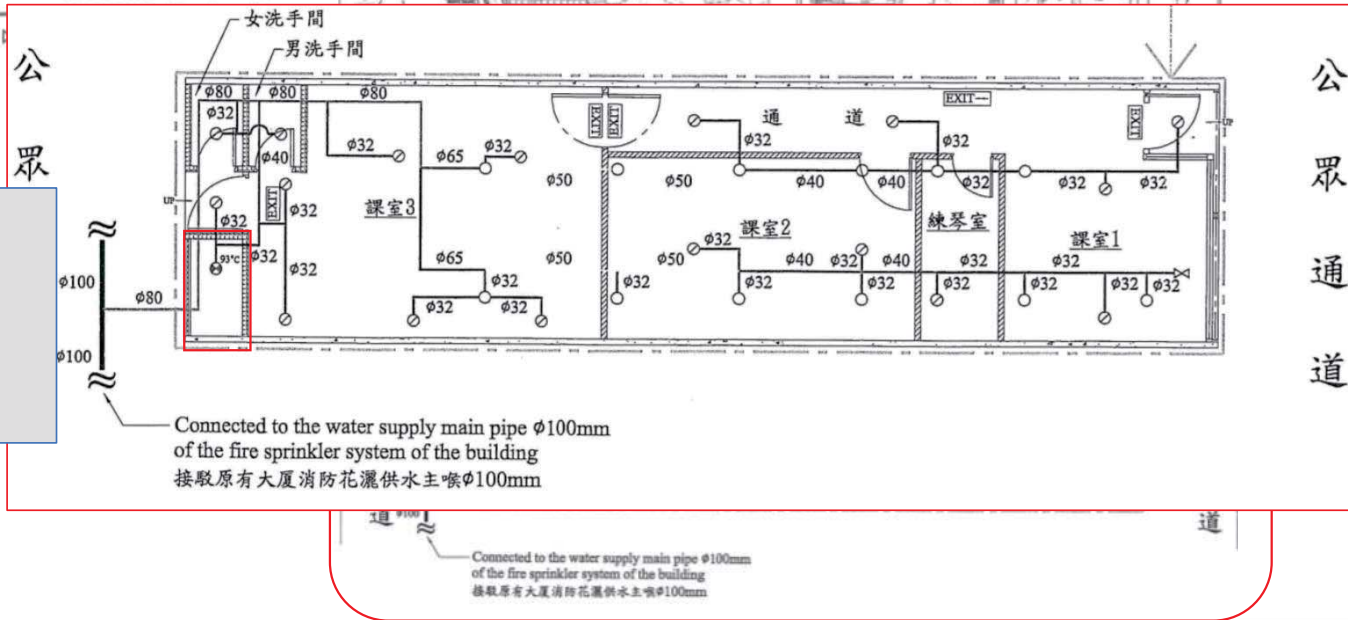 女洗手間
男洗手間
公
眾
公
眾
通
道
φ80
φ80
φ80
φ32
φ40
φ32
φ65
φ32
φ50
φ50
EXIT
EXIT
EXIT→
EXIT
通 道
φ32
φ32
φ40
φ40
φ32
φ32
φ32
UP
UP
EXIT
φ32
φ32
課室3
課室2
練琴室
課室1
93°C
φ32
φ32
φ65
φ32
φ50
φ50
φ32
φ40
φ32
φ40
φ32
φ32
φ100
φ80
φ32
φ32
φ32
φ32
φ32
φ32
φ32
φ100
Connected to the water supply main pipe φ100mm
of the fire sprinkler system of the building
接駁原有大厦消防花灑供水主喉φ100mm
道
φ100
道
Connected to the water supply main pipe φ100mm
of the fire sprinkler system of the building
接駁原有大厦消防花灑供水主喉φ100mm